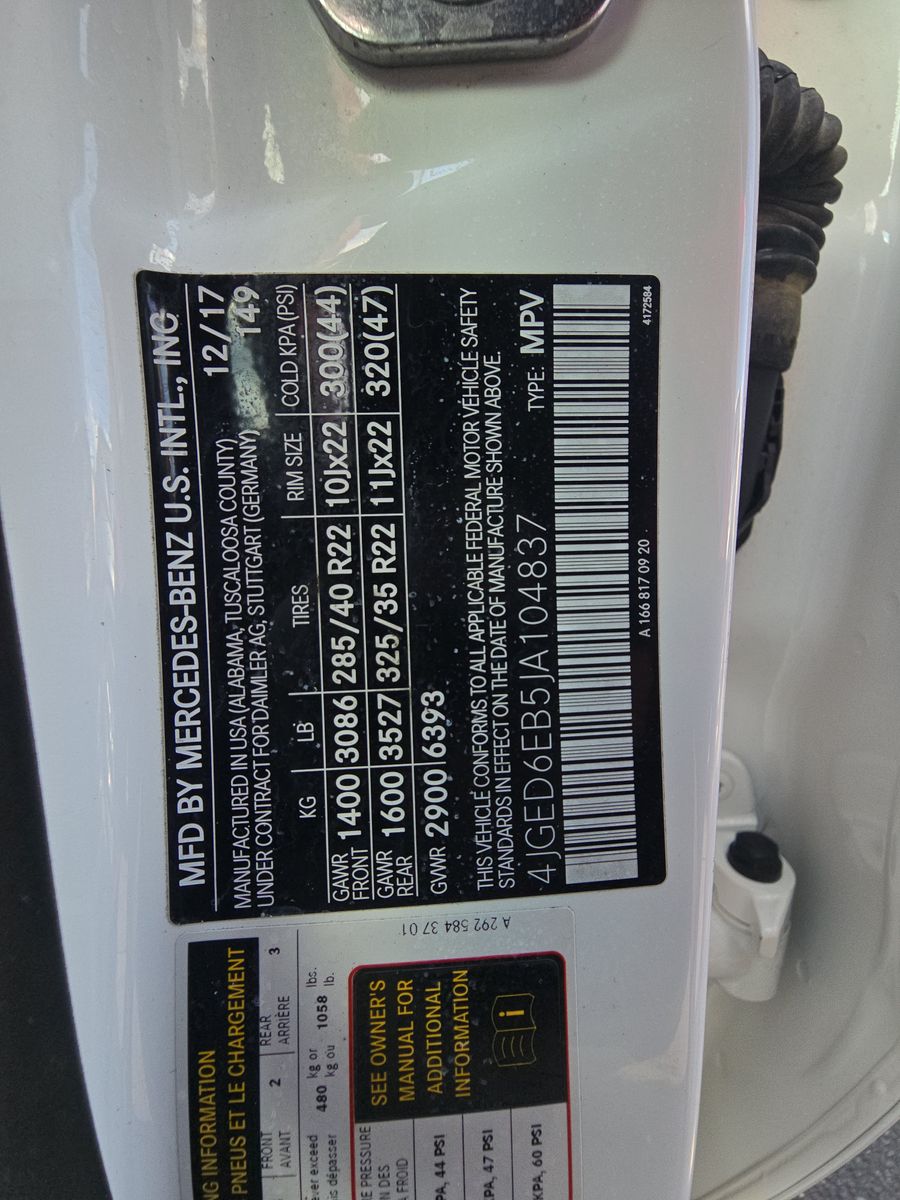 MFD BY MERCEDES-BENZ U.S. INTL., INC
MANUFACTURED IN USA (ALABAMA, TUSCALOOSA COUNTY) 12/17
UNDER CONTRACT FOR DAIMLER AG, STUTTGART (GERMANY) 149
KG LB TIRES RIM SIZE COLD KPA (PSI)
GAWR FRONT 1400 3086 285/40 R22 10Jx22 300(44)
GAWR REAR 1600 3527 325/35 R22 11Jx22 320(47)
GVWR 2900 6393
THIS VEHICLE CONFORMS TO ALL APPLICABLE FEDERAL MOTOR VEHICLE SAFETY
STANDARDS IN EFFECT ON THE DATE OF MANUFACTURE SHOWN ABOVE.
4JGED6EB5JA104837 TYPE: MPV
A 166 817 09 20 4172584
A 292 584 37 01
INFORMATION
PNEUS ET LE CHARGEMENT
FRONT 2 REAR 3
AVANT ARRIÈRE
exceed 480 kg or 1058 lbs.
dépasser kg ou lb.
SEE OWNER'S
MANUAL FOR
ADDITIONAL
INFORMATION
PRESSURE
DES
FROID
44 PSI
47 PSI
KPA, 60 PSI